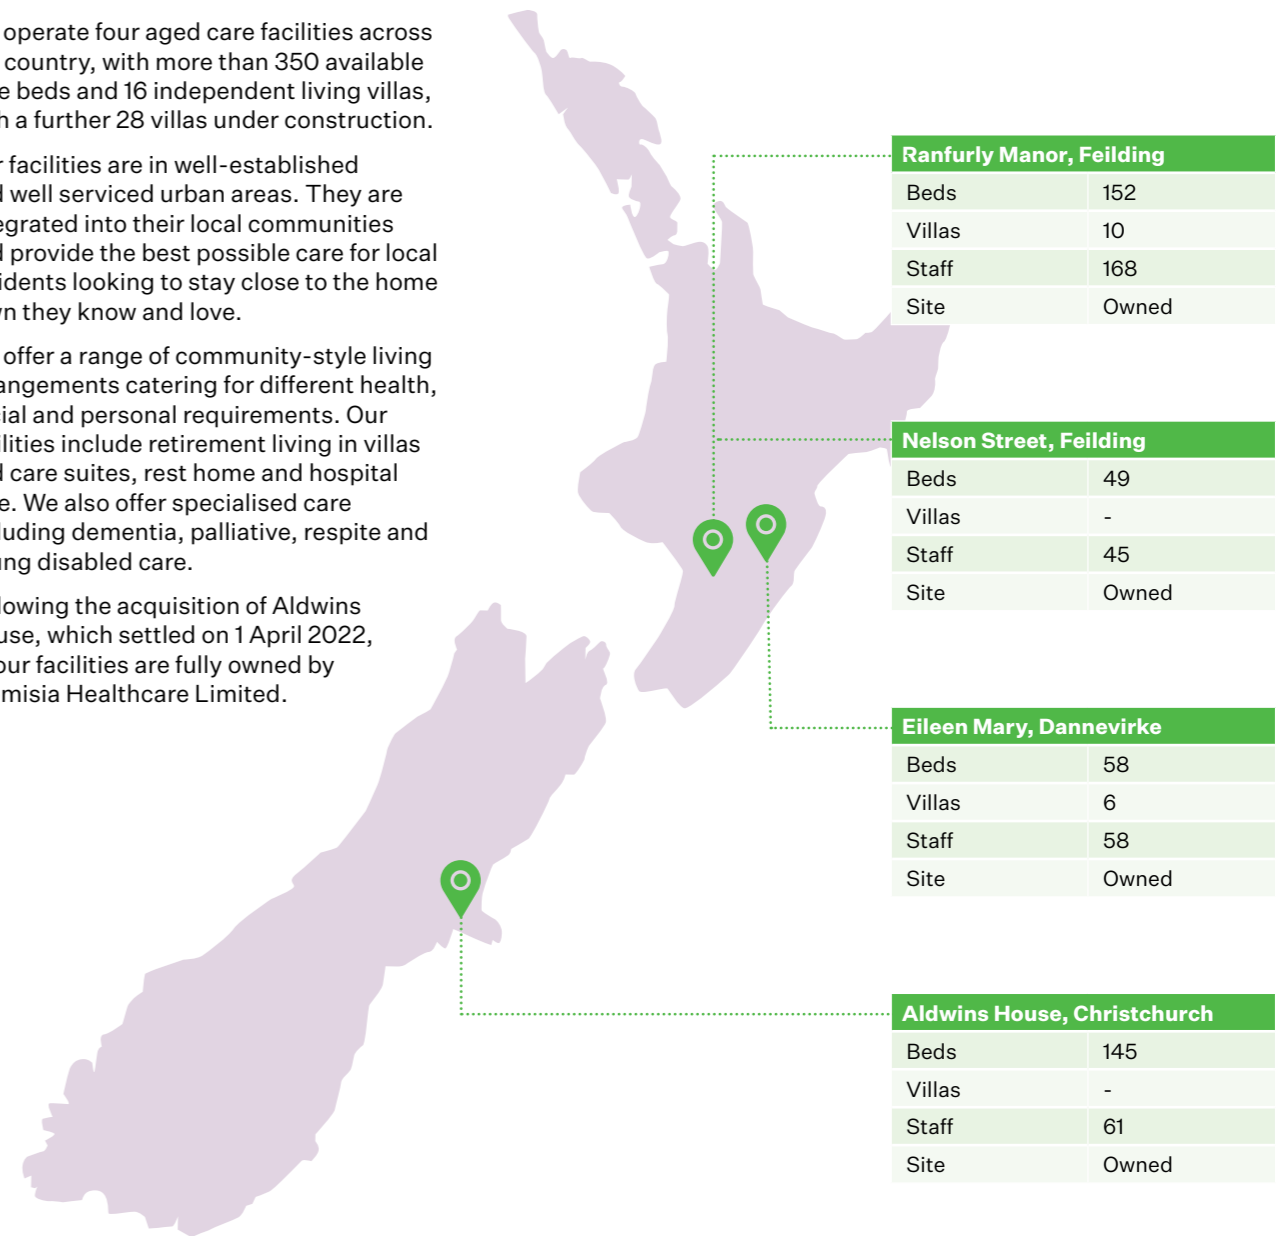 operate four aged care facilities across
country, with more than 350 available
e beds and 16 independent living villas,
h a further 28 villas under construction.
r facilities are in well-established
d well serviced urban areas. They are
egrated into their local communities
d provide the best possible care for local
idents looking to stay close to the home
wn they know and love.
offer a range of community-style living
angements catering for different health,
cial and personal requirements. Our
ilities include retirement living in villas
d care suites, rest home and hospital
e. We also offer specialised care
luding dementia, palliative, respite and
ung disabled care.
lowing the acquisition of Aldwins
use, which settled on 1 April 2022,
our facilities are fully owned by
misia Healthcare Limited.
Ranfurly Manor, Feilding
Beds 152
Villas 10
Staff 168
Site Owned
Nelson Street, Feilding
Beds 49
Villas -
Staff 45
Site Owned
Eileen Mary, Dannevirke
Beds 58
Villas 6
Staff 58
Site Owned
Aldwins House, Christchurch
Beds 145
Villas -
Staff 61
Site Owned